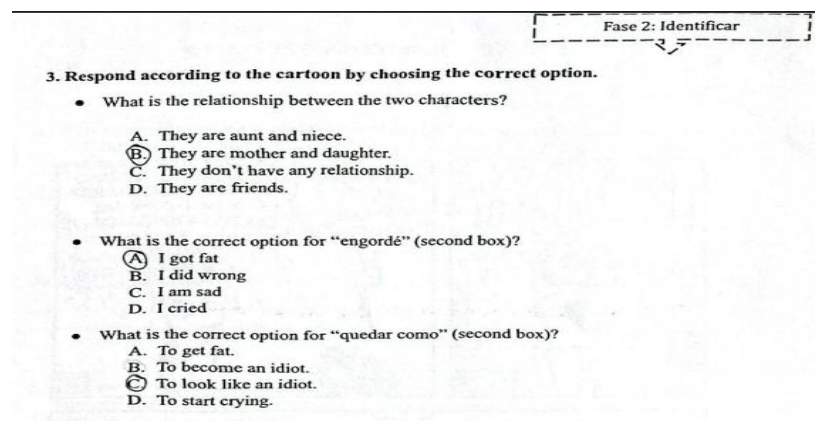 Fase 2: Identificar
3. Respond according to the cartoon by choosing the correct option.
• What is the relationship between the two characters?
A. They are aunt and niece.
B. They are mother and daughter.
C. They don't have any relationship.
D. They are friends.
• What is the correct option for "engordé" (second box)?
A. I got fat
B. I did wrong
C. I am sad
D. I cried
• What is the correct option for "quedar como" (second box)?
A. To get fat.
B. To become an idiot.
C. To look like an idiot.
D. To start crying.